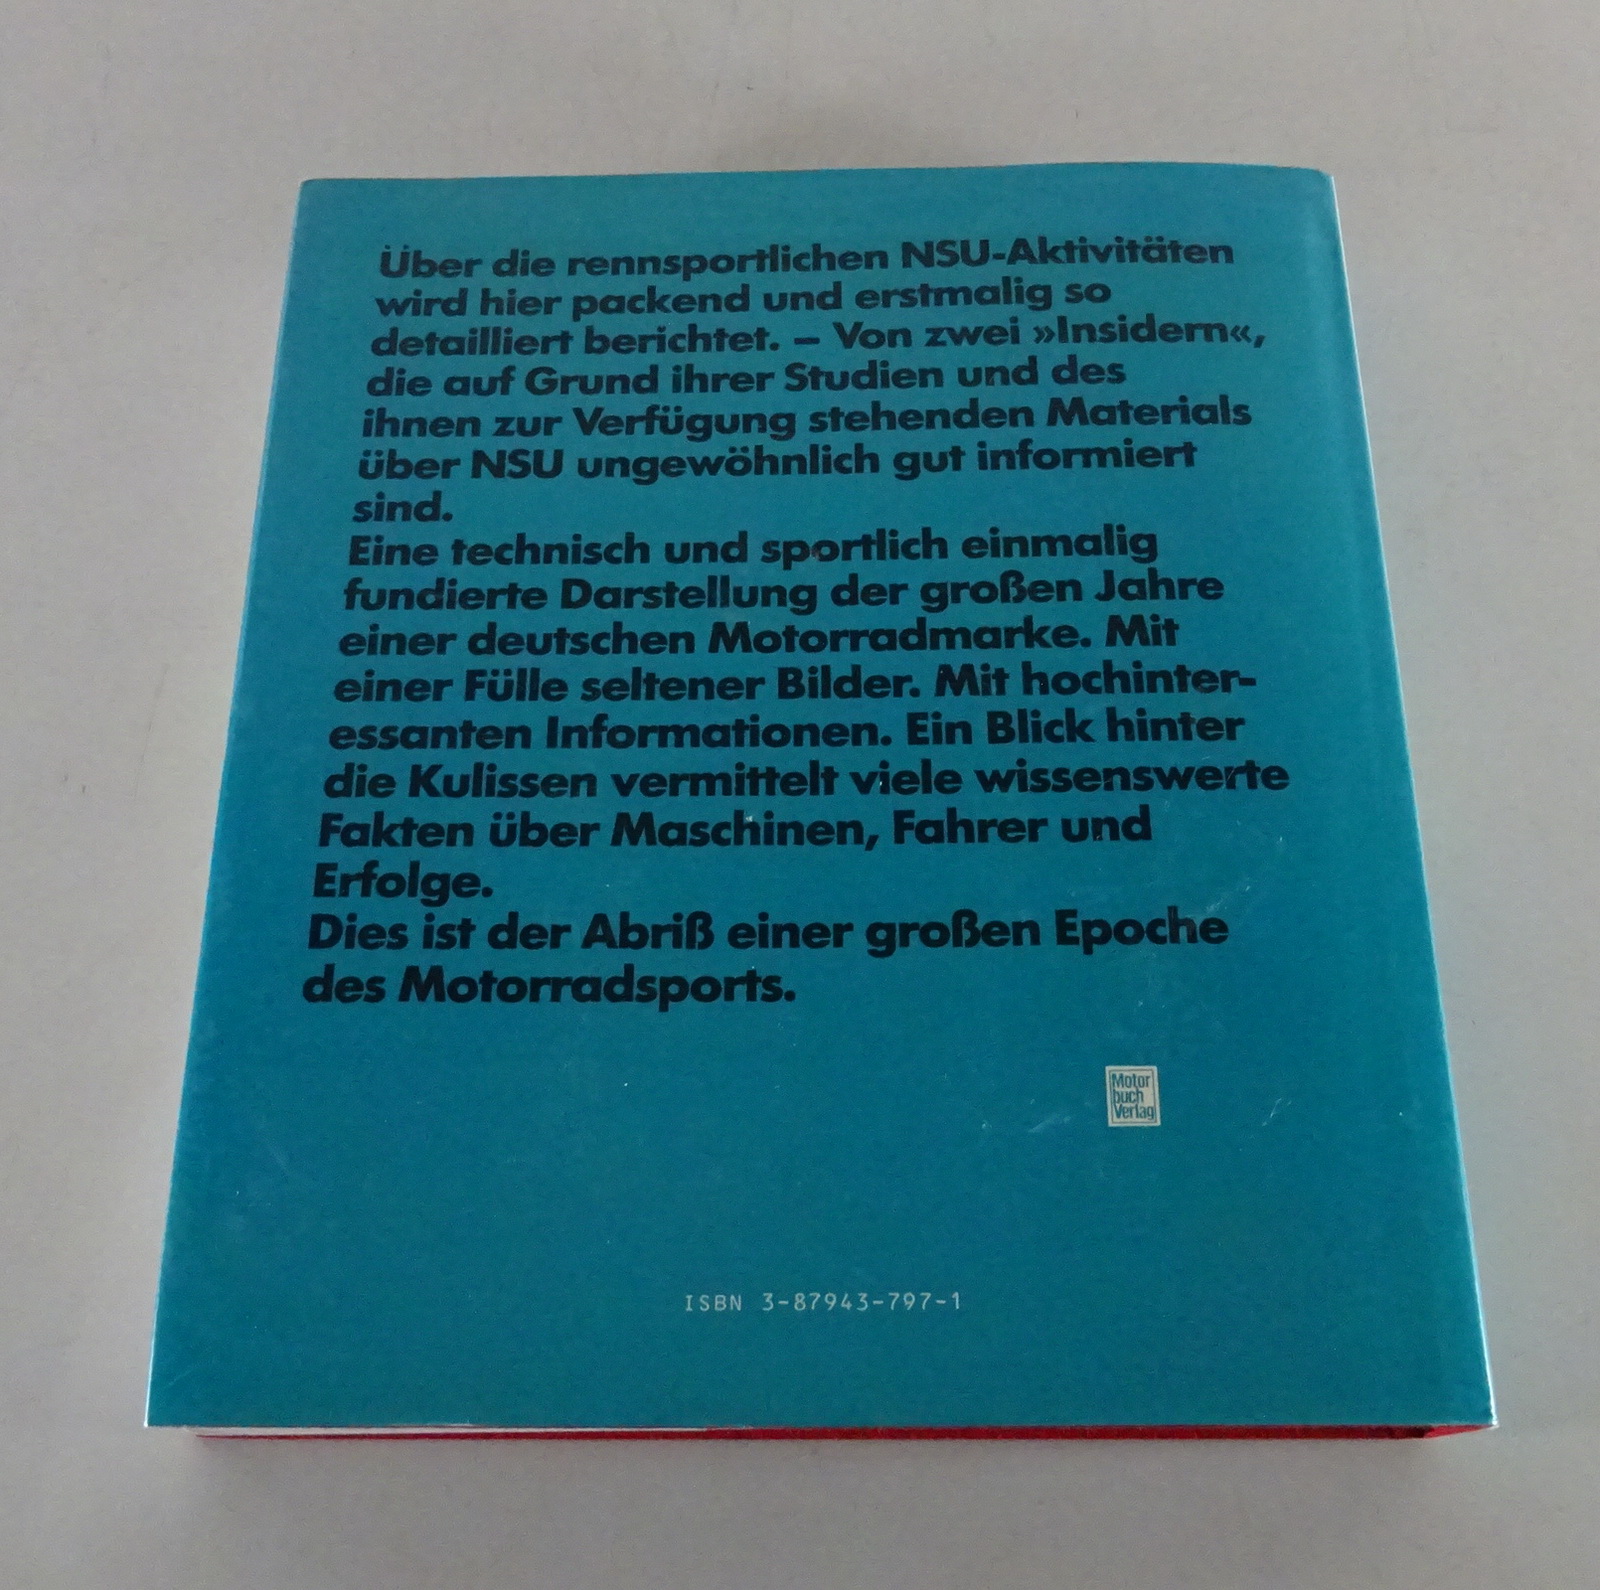 Über die rennsportlichen NSU-Aktivitäten
wird hier packend und erstmalig so
detailliert berichtet. – Von zwei »Insidern«,
die auf Grund ihrer Studien und des
ihnen zur Verfügung stehenden Materials
über NSU ungewöhnlich gut informiert
sind.
Eine technisch und sportlich einmalig
fundierte Darstellung der großen Jahre
einer deutschen Motorradmarke. Mit
einer Fülle seltener Bilder. Mit hochinter-
essanten Informationen. Ein Blick hinter
die Kulissen vermittelt viele wissenswerte
Fakten über Maschinen, Fahrer und
Erfolge.
Dies ist der Abriß einer großen Epoche
des Motorradsports.
Motor
buch
Verlag
ISBN 3-87943-797-1